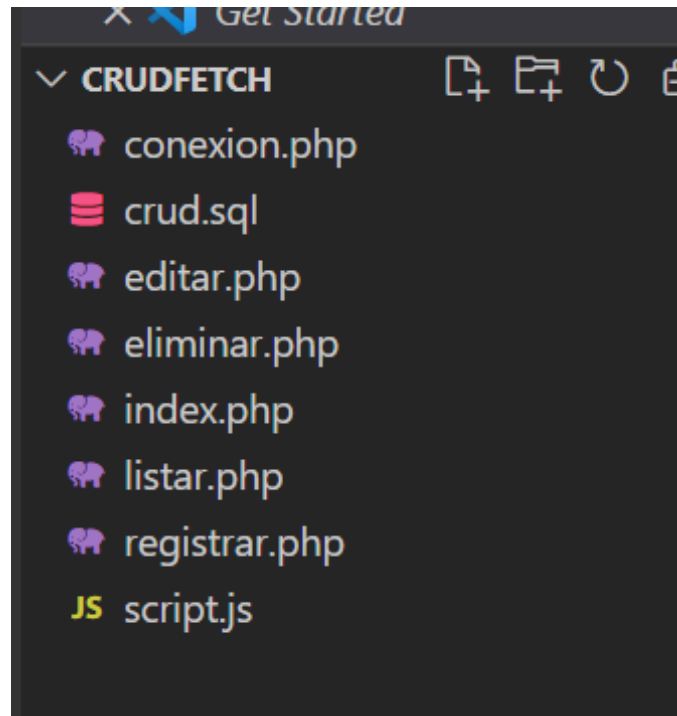 Get Started
CRUDFETCH
conexion.php
crud.sql
editar.php
eliminar.php
index.php
listar.php
registrar.php
JS script.js